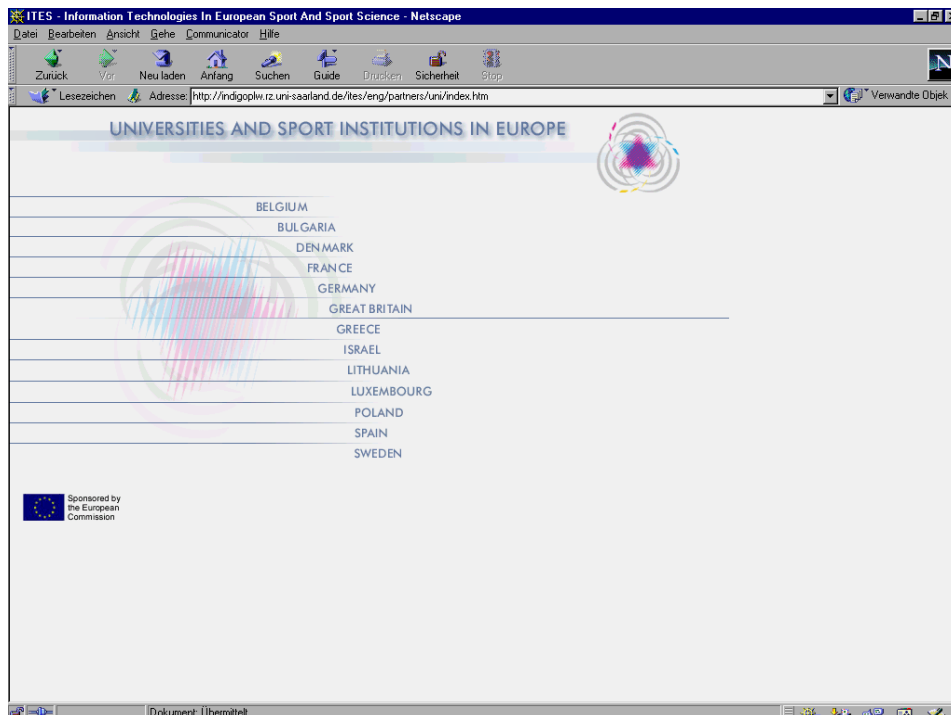 ITES - Information Technologies In European Sport And Sport Science - Netscape
Datei Bearbeiten Ansicht Gehe Communicator Hilfe
Zurück Vor Neu laden Anfang Suchen Guide Drucken Sicherheit Stop
Lesezeichen Adresse: http://indigoplw.rz.uni-saarland.de/ites/eng/partners/uni/index.htm Verwandte Objek
UNIVERSITIES AND SPORT INSTITUTIONS IN EUROPE
BELGIUM
BULGARIA
DENMARK
FRANCE
GERMANY
GREAT BRITAIN
GREECE
ISRAEL
LITHUANIA
LUXEMBOURG
POLAND
SPAIN
SWEDEN
Sponsored by
the European
Commission
Dokument: Übermittelt